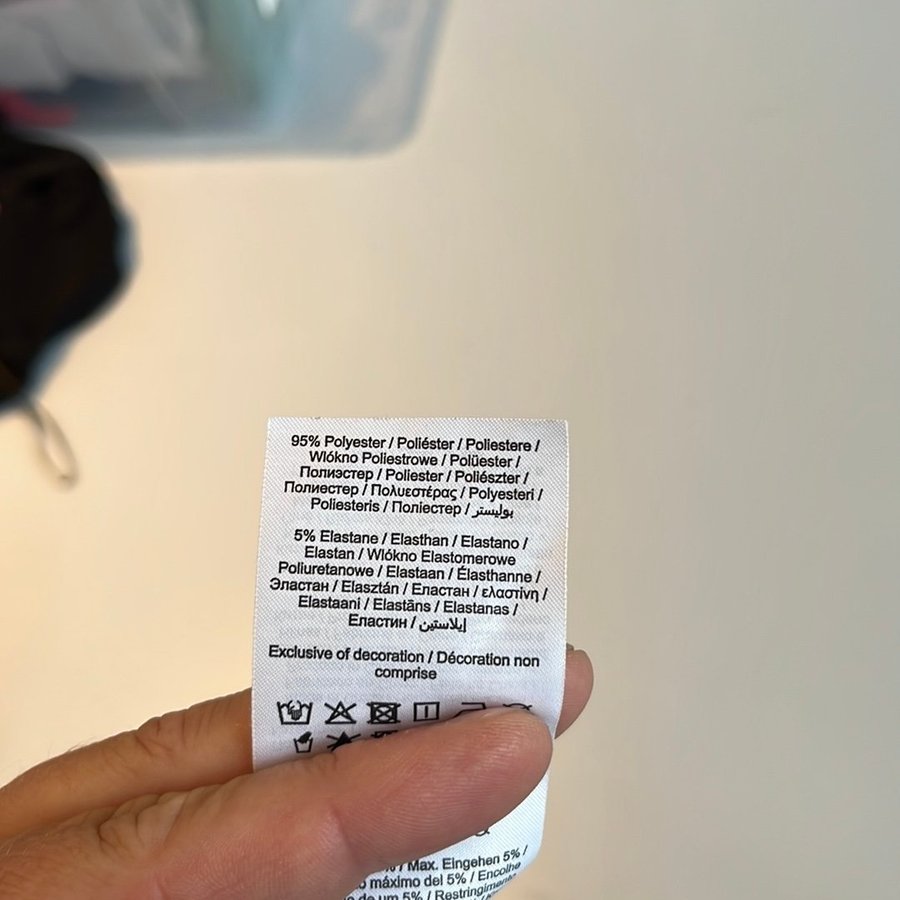 95% Polyester / Poliéster / Poliestere /
Wlókno Poliestrowe / Polüester /
Полиэстер / Poliester / Poliészter /
Полиестер / Πολυεστέρας / Polyesteri /
Poliesteris / Поліестер / بوليستر
5% Elastane / Elasthan / Elastano /
Elastan / Wlókno Elastomerowe
Poliuretanowe / Elastaan / Élasthanne /
Эластан / Elasztán / Еластан / ελαστίνη /
Elastaani / Elastāns / Elastanas /
Еластин / إيلاستين
Exclusive of decoration / Décoration non
comprise
/ Max. Eingehen 5% /
máximo del 5% / Encolhe
de um 5% / Restringimento